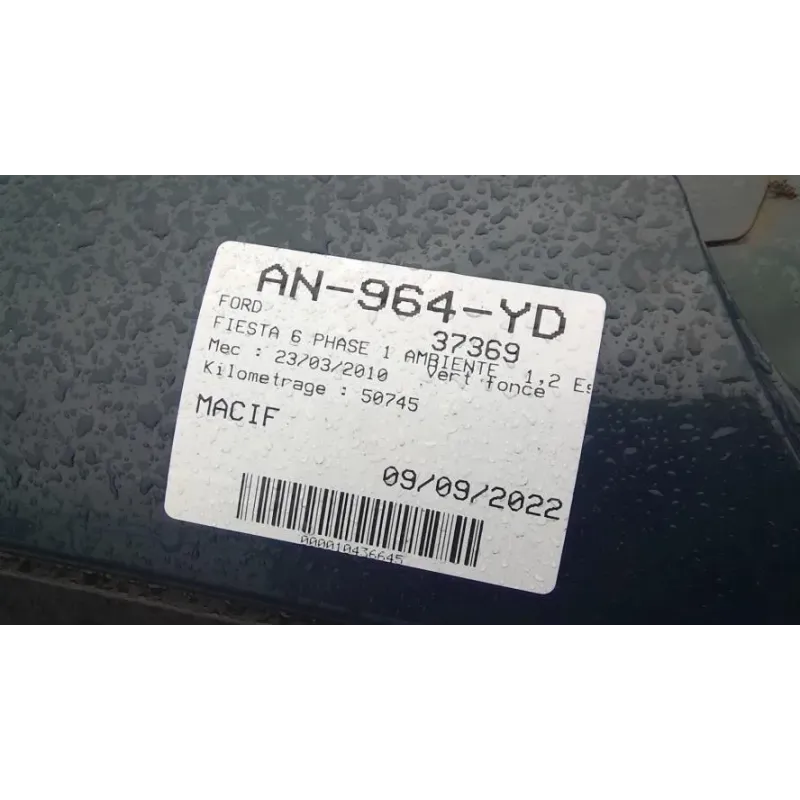 AN-964-YD
FORD 37369
FIESTA 6 PHASE 1 AMBIENTE 1,2 Es
Mec : 23/03/2010 Vert fonce
Kilometrage : 50745
MACIF
09/09/2022
000010436645